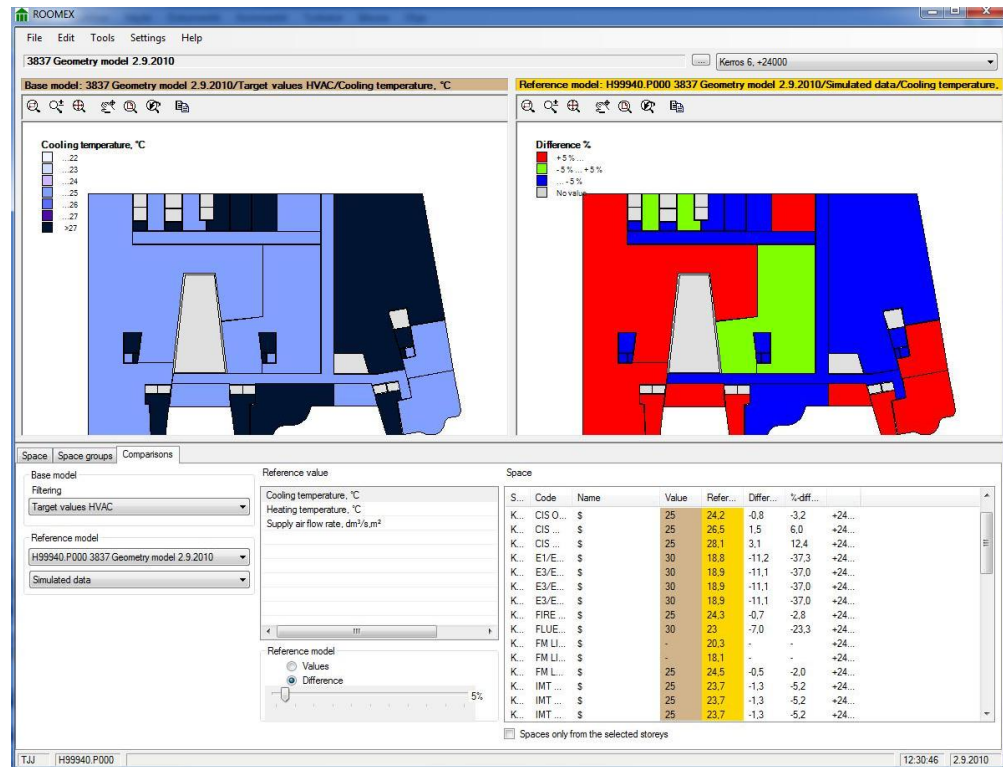 ROOMEX
File Edit Tools Settings Help
3837 Geometry model 2.9.2010 ... Kerros 6, +24000
Base model: 3837 Geometry model 2.9.2010/Target values HVAC/Cooling temperature, °C
Reference model: H99940.P000 3837 Geometry model 2.9.2010/Simulated data/Cooling temperature,
Cooling temperature, °C
...22
...23
...24
...25
...26
...27
>27
Difference %
+5%...
-5%...+5%
...-5%
No value
Space Space groups Comparisons
Base model
Filtering
Target values HVAC
Reference model
H99940.P000 3837 Geometry model 2.9.2010
Simulated data
Reference value
Cooling temperature, °C
Heating temperature, °C
Supply air flow rate, dm³/s,m²
Reference model
Values
Difference
5%
Space
S... Code Name Value Refer... Differ... %-diff...
K... CIS O... $ 25 24,2 -0,8 -3,2 +24...
K... CIS ... $ 25 26,5 1,5 6,0 +24...
K... CIS ... $ 25 28,1 3,1 12,4 +24...
K... E1/E... $ 30 18,8 -11,2 -37,3 +24...
K... E3/E... $ 30 18,9 -11,1 -37,0 +24...
K... E3/E... $ 30 18,9 -11,1 -37,0 +24...
K... E3/E... $ 30 18,9 -11,1 -37,0 +24...
K... FIRE ... $ 25 24,3 -0,7 -2,8 +24...
K... FLUE... $ 30 23 -7,0 -23,3 +24...
K... FM LI... $ - 20,3 - - +24...
K... FM LI... $ - 18,1 - - +24...
K... FM L... $ 25 24,5 -0,5 -2,0 +24...
K... IMT ... $ 25 23,7 -1,3 -5,2 +24...
K... IMT ... $ 25 23,7 -1,3 -5,2 +24...
K... IMT ... $ 25 23,7 -1,3 -5,2 +24...
Spaces only from the selected storeys
TJJ H99940.P000 12:30:46 2.9.2010